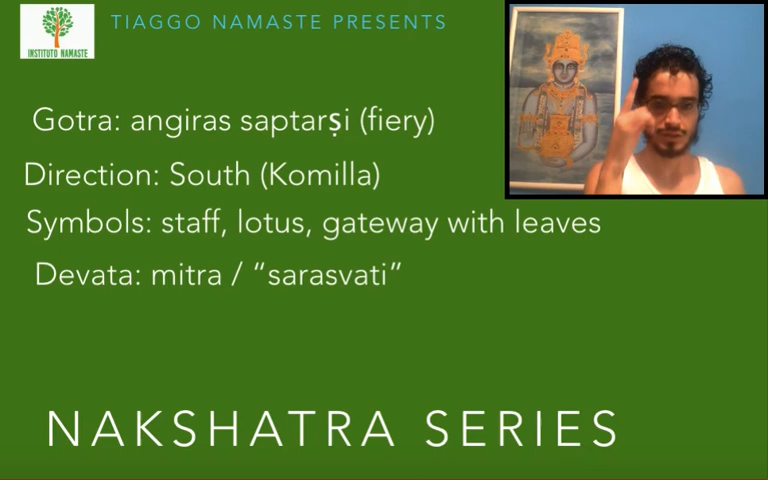 INSTITUTO NAMASTE
TIAGGO NAMASTE PRESENTS
Gotra: angiras saptarṣi (fiery)
Direction: South (Komilla)
Symbols: staff, lotus, gateway with leaves
Devata: mitra / “sarasvati”
NAKSHATRA SERIES